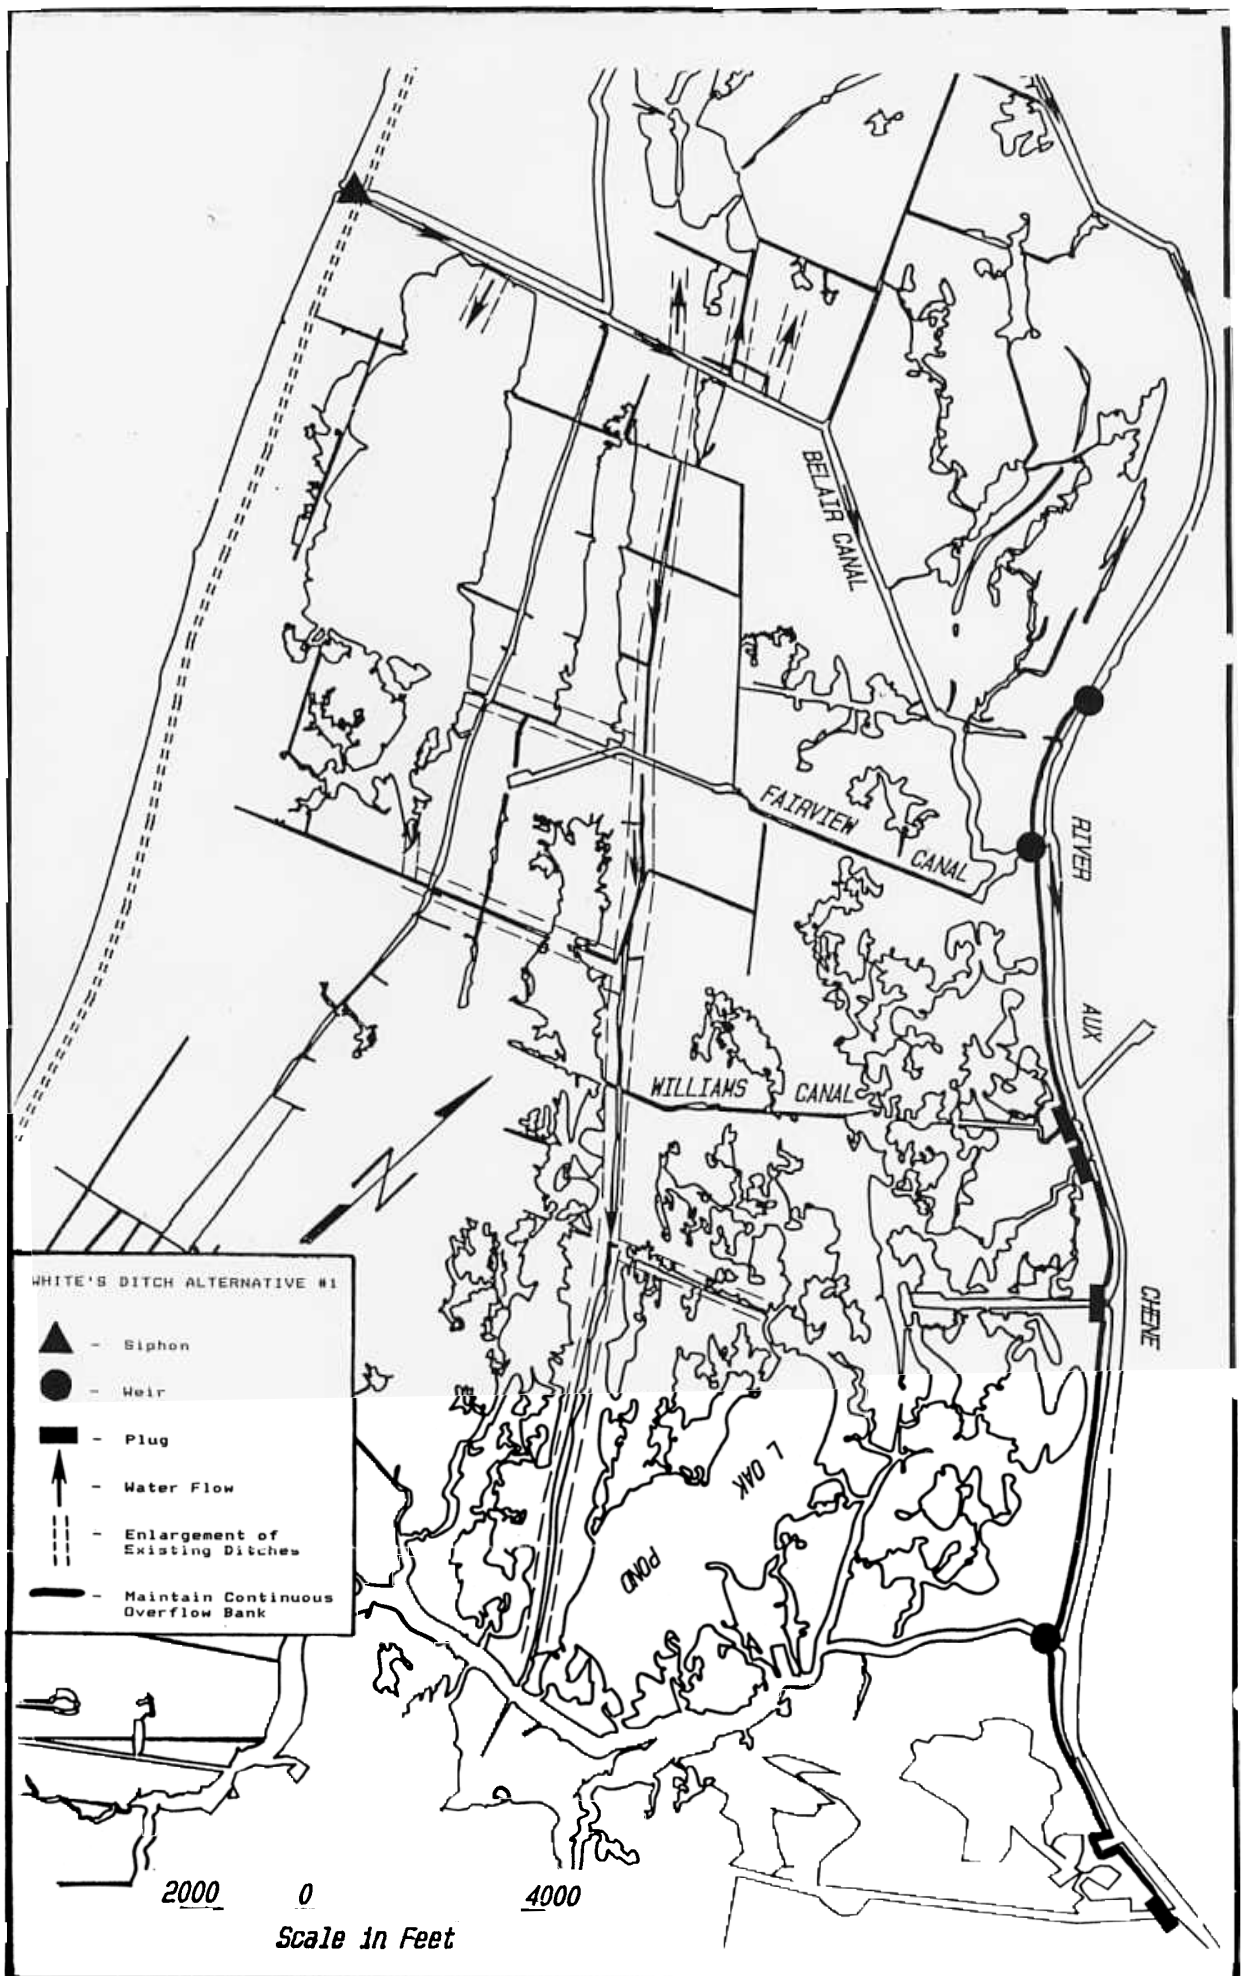 BELAIR CANAL
FAIRVIEW CANAL
RIVER
AUX
CHENE
WILLIAMS CANAL
L OAK
POND
WHITE'S DITCH ALTERNATIVE #1
- Siphon
- Weir
- Plug
- Water Flow
- Enlargement of
Existing Ditches
- Maintain Continuous
Overflow Bank
2000 0 4000
Scale in Feet